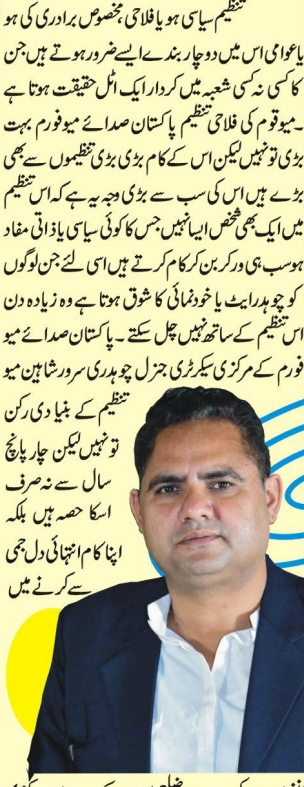 تنظیم سیاسی ہو یا فلاحی ،مخصوص برادری کی ہو
یا عوامی اس میں دو چار بندے ایسے ضرور ہوتے ہیں جن
کا کسی نہ کسی شعبہ میں کردار ایک اٹل حقیقت ہوتا ہے
۔میو قوم کی فلاحی تنظیم پاکستان صدائے میو فورم بہت
بڑی تو نہیں لیکن اس کے کام بڑی بڑی تنظیموں سے بھی
بڑے ہیں اس کی سب سے بڑی وجہ یہ ہے کہ اس تنظیم
میں ایک بھی شخص ایسا نہیں جس کا کوئی سیاسی یا ذاتی مفاد
ہو سب ہی ورکر بن کر کام کرتے ہیں اسی لئے جن لوگوں
کو چوہدراہٹ یا خود نمائی کا شوق ہوتا ہے وہ زیادہ دن
اس تنظیم کے ساتھ نہیں چل سکتے ۔ پاکستان صدائے میو
فورم کے مرکزی سیکرٹری جنرل چوہدری سرور شاہین میو
تنظیم کے بنیادی رکن
تو نہیں لیکن چار پانچ
سال سے نہ صرف
اسکا حصہ ہیں بلکہ
اپنا کام انتہائی دل جمی
سے کرنے میں